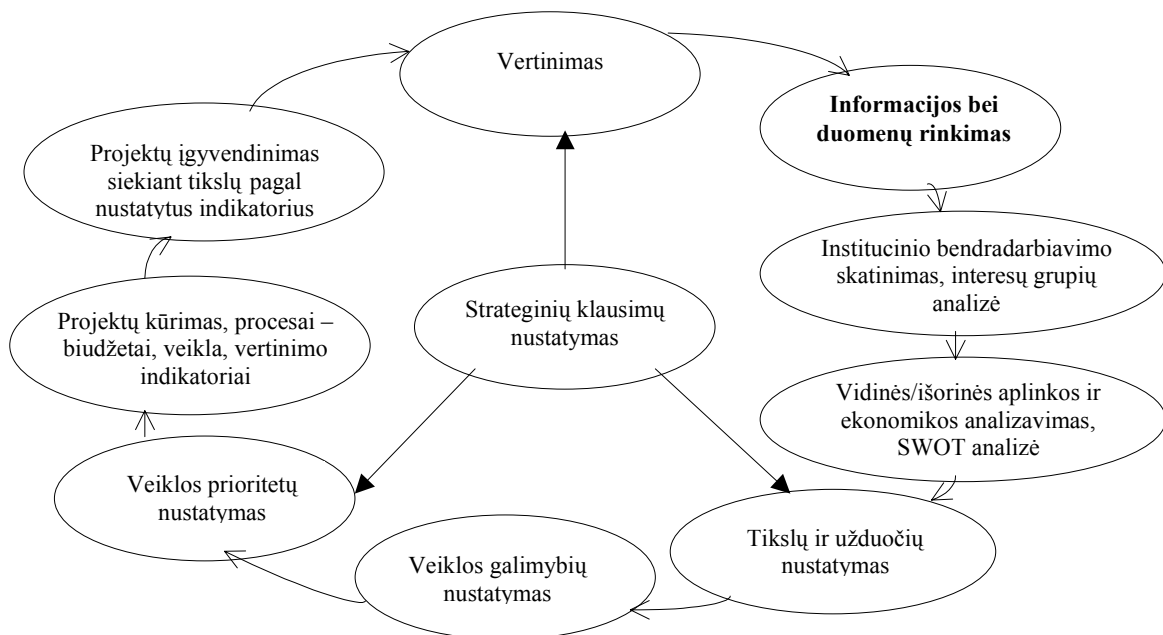 Vertinimas
Informacijos bei
duomenų rinkimas
Institucinio bendradarbiavimo
skatinimas, interesų grupių
analizė
Vidinės/išorinės aplinkos ir
ekonomikos analizavimas,
SWOT analizė
Tikslų ir užduočių
nustatymas
Veiklos galimybių
nustatymas
Veiklos prioritetų
nustatymas
Projektų kūrimas, procesai –
biudžetai, veikla, vertinimo
indikatoriai
Projektų įgyvendinimas
siekiant tikslų pagal
nustatytus indikatorius
Strateginių klausimų
nustatymas